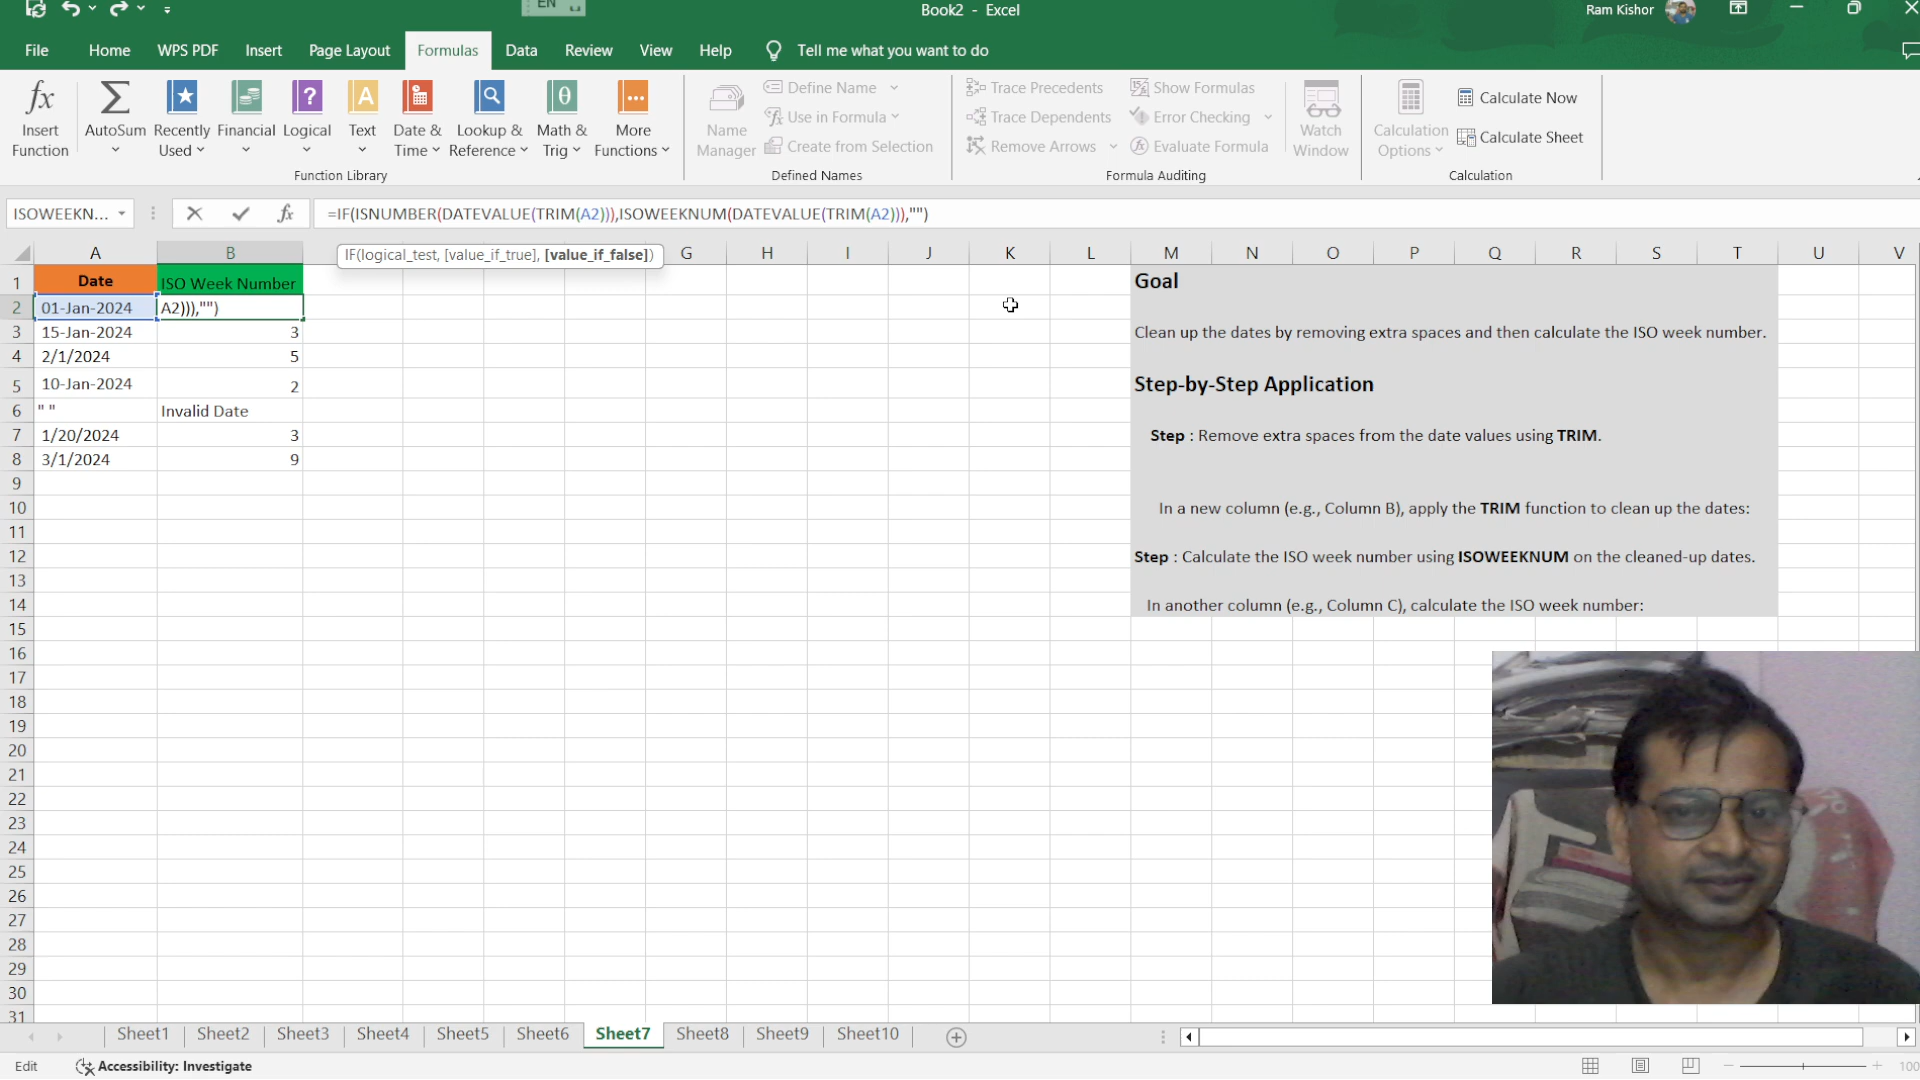 EN
Book2 - Excel
Ram Kishor
File Home WPS PDF Insert Page Layout Formulas Data Review View Help Tell me what you want to do
Insert Function
AutoSum
Recently Used
Financial
Logical
Text
Date & Time
Lookup & Reference
Math & Trig
More Functions
Function Library
Name Manager
Define Name
Use in Formula
Create from Selection
Defined Names
Trace Precedents
Trace Dependents
Remove Arrows
Show Formulas
Error Checking
Evaluate Formula
Formula Auditing
Watch Window
Calculation Options
Calculate Now
Calculate Sheet
Calculation
ISOWEEKN... fx =IF(ISNUMBER(DATEVALUE(TRIM(A2))),ISOWEEKNUM(DATEVALUE(TRIM(A2))),"")
IF(logical_test, [value_if_true], [value_if_false])
A B G H I J K L M N O P Q R S T U V
1 Date ISO Week Number
2 01-Jan-2024 A2))),"")
3 15-Jan-2024 3
4 2/1/2024 5
5 10-Jan-2024 2
6 " " Invalid Date
7 1/20/2024 3
8 3/1/2024 9
9
10
11
12
13
14
15
16
17
18
19
20
21
22
23
24
25
26
27
28
29
30
31
Goal
Clean up the dates by removing extra spaces and then calculate the ISO week number.
Step-by-Step Application
Step : Remove extra spaces from the date values using TRIM.
In a new column (e.g., Column B), apply the TRIM function to clean up the dates:
Step : Calculate the ISO week number using ISOWEEKNUM on the cleaned-up dates.
In another column (e.g., Column C), calculate the ISO week number:
Sheet1 Sheet2 Sheet3 Sheet4 Sheet5 Sheet6 Sheet7 Sheet8 Sheet9 Sheet10
Edit Accessibility: Investigate 100